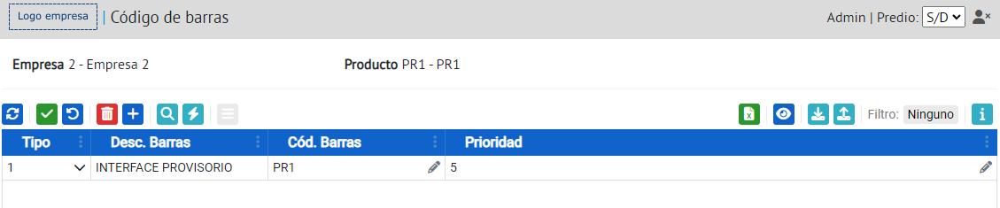 Logo empresa | Código de barras Admin | Predio: S/D
Empresa 2 - Empresa 2 Producto PR1 - PR1
Filtro: Ninguno
Tipo Desc. Barras Cód. Barras Prioridad
1 INTERFACE PROVISORIO PR1 5